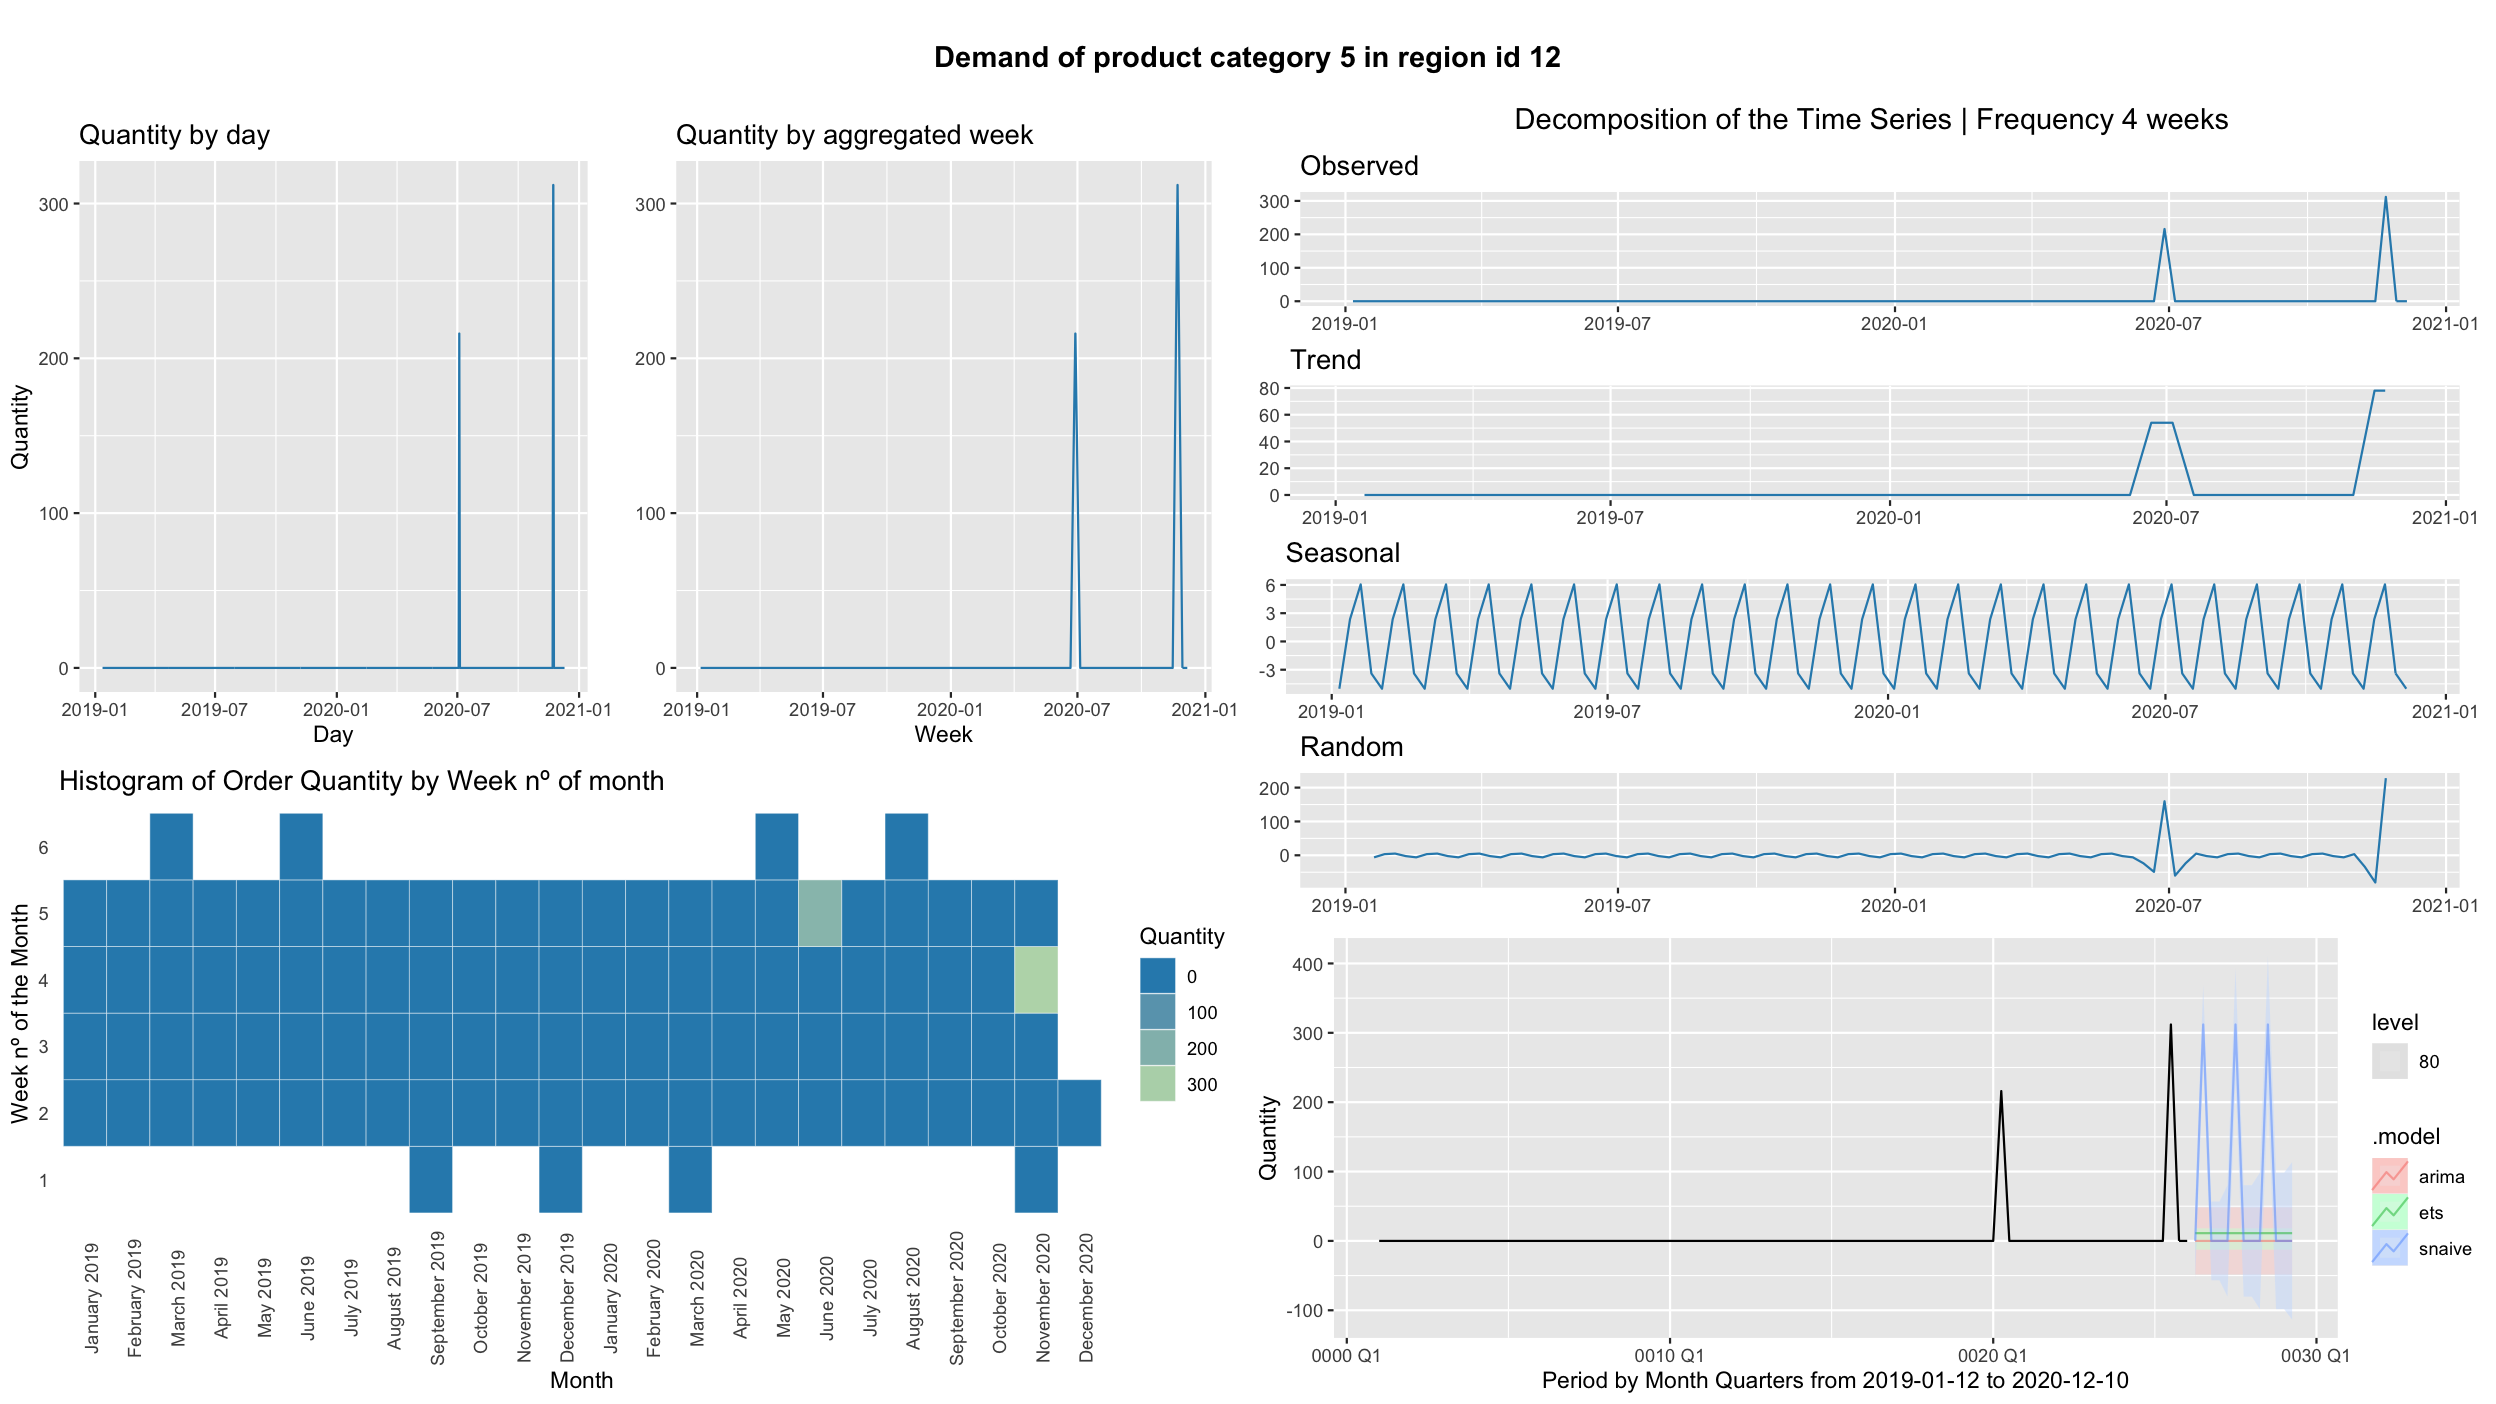 Demand of product category 5 in region id 12
Quantity by day
Quantity
300
200
100
0
2019-01 2019-07 2020-01 2020-07 2021-01
Day
Quantity by aggregated week
300
200
100
0
2019-01 2019-07 2020-01 2020-07 2021-01
Week
Decomposition of the Time Series | Frequency 4 weeks
Observed
300
200
100
0
2019-01 2019-07 2020-01 2020-07 2021-01
Trend
80
60
40
20
0
2019-01 2019-07 2020-01 2020-07 2021-01
Seasonal
6
3
0
-3
2019-01 2019-07 2020-01 2020-07 2021-01
Random
200
100
0
2019-01 2019-07 2020-01 2020-07 2021-01
Histogram of Order Quantity by Week nº of month
Week nº of the Month
6
5
4
3
2
1
January 2019
February 2019
March 2019
April 2019
May 2019
June 2019
July 2019
August 2019
September 2019
October 2019
November 2019
December 2019
January 2020
February 2020
March 2020
April 2020
May 2020
June 2020
July 2020
August 2020
September 2020
October 2020
November 2020
December 2020
Month
Quantity
0
100
200
300
Quantity
400
300
200
100
0
-100
0000 Q1 0010 Q1 0020 Q1 0030 Q1
Period by Month Quarters from 2019-01-12 to 2020-12-10
level
80
.model
arima
ets
snaive